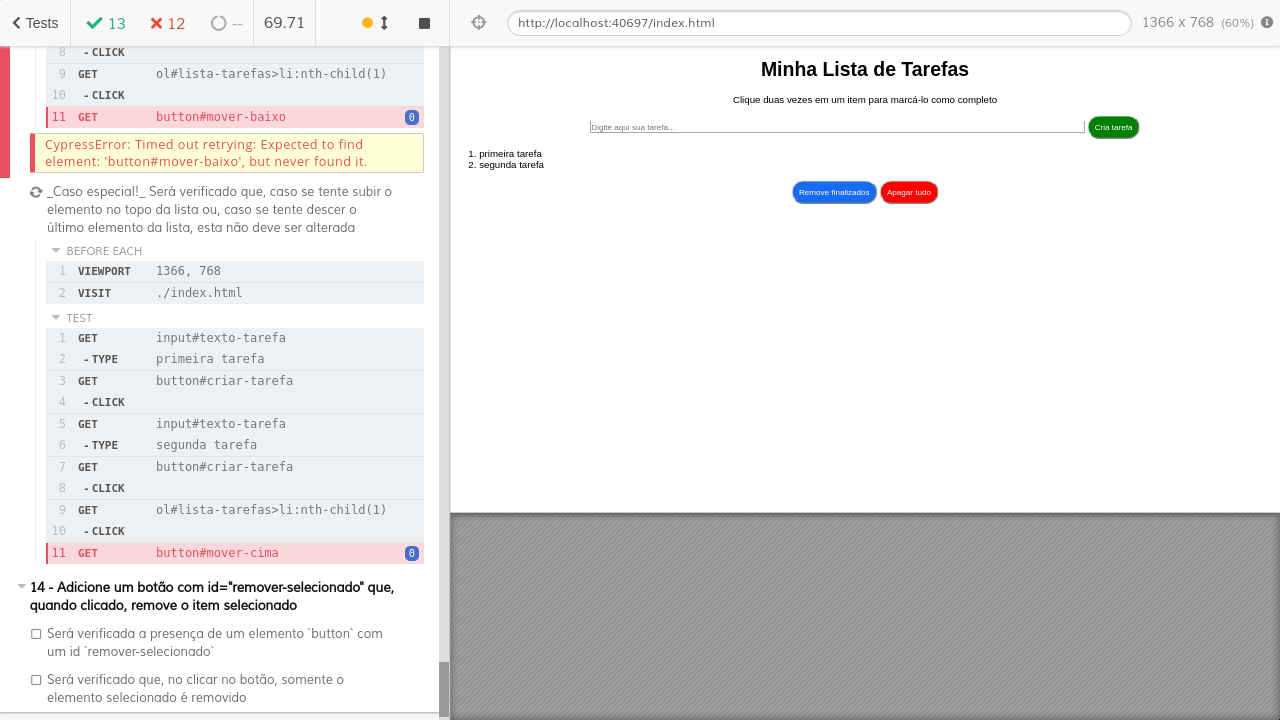 Tests
13
12
--
69.71
8 - CLICK
9 GET ol#lista-tarefas>li:nth-child(1)
10 - CLICK
11 GET button#mover-baixo 0
CypressError: Timed out retrying: Expected to find
element: 'button#mover-baixo', but never found it.
_Caso especial!_ Será verificado que, caso se tente subir o
elemento no topo da lista ou, caso se tente descer o
último elemento da lista, esta não deve ser alterada
BEFORE EACH
1 VIEWPORT 1366, 768
2 VISIT ./index.html
TEST
1 GET input#texto-tarefa
2 - TYPE primeira tarefa
3 GET button#criar-tarefa
4 - CLICK
5 GET input#texto-tarefa
6 - TYPE segunda tarefa
7 GET button#criar-tarefa
8 - CLICK
9 GET ol#lista-tarefas>li:nth-child(1)
10 - CLICK
11 GET button#mover-cima 0
14 - Adicione um botão com id="remover-selecionado" que,
quando clicado, remove o item selecionado
Será verificada a presença de um elemento `button` com
um id `remover-selecionado`
Será verificado que, no clicar no botão, somente o
elemento selecionado é removido
http://localhost:40697/index.html
1366 x 768 (60%)
Minha Lista de Tarefas
Clique duas vezes em um item para marcá-lo como completo
Digite aqui sua tarefa...
Cria tarefa
1. primeira tarefa
2. segunda tarefa
Remove finalizados
Apagar tudo